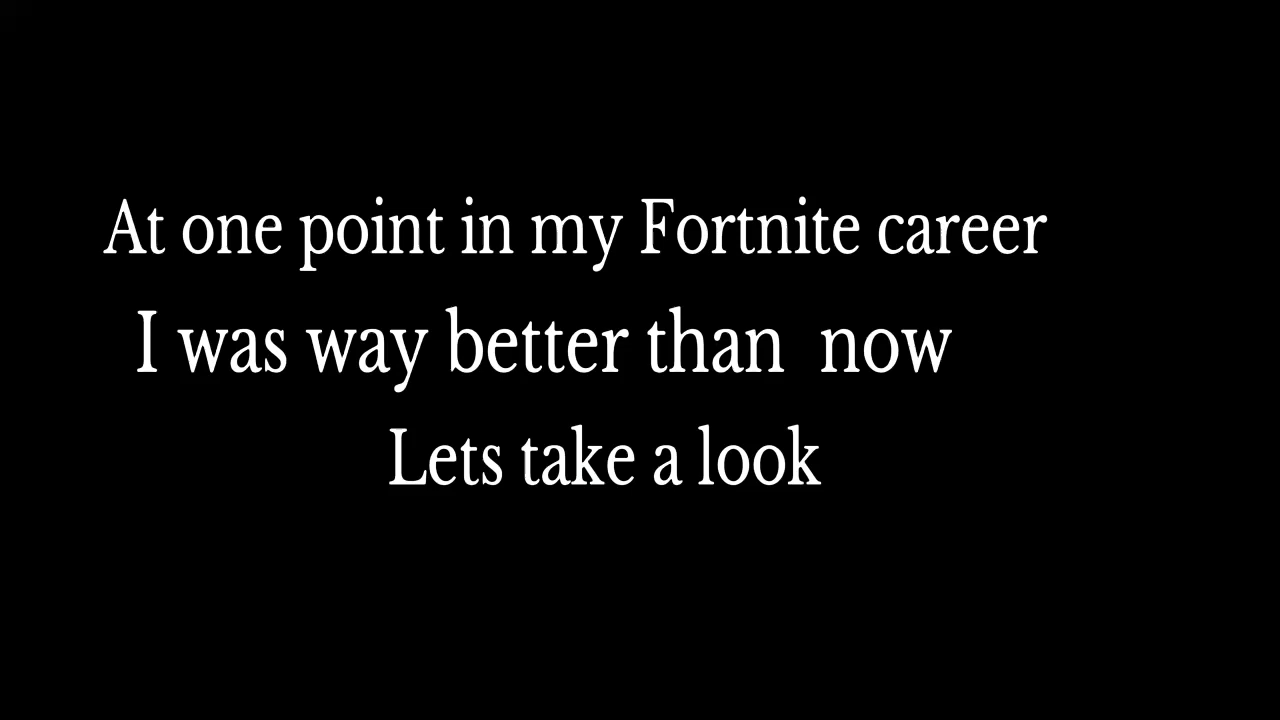 At one point in my Fortnite career
I was way better than  now
Lets take a look